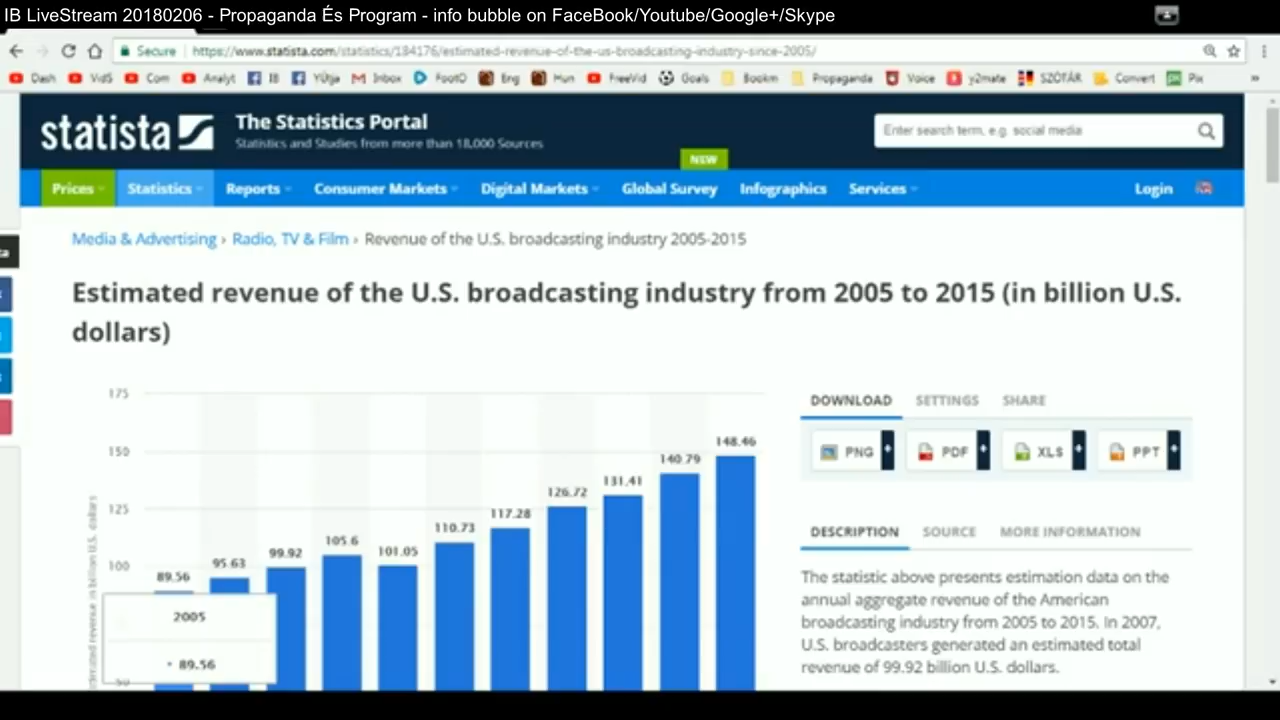 IB LiveStream 20180206 - Propaganda És Program - info bubble on FaceBook/Youtube/Google+/Skype
Secure https://www.statista.com/statistics/184176/estimated-revenue-of-the-us-broadcasting-industry-since-2005/
Dash VidS Com Analyt IB YÚtja Inbox FootO Eng Hun FreeVid Goals Bookm Propaganda Voice y2mate SZÓTÁR Convert Pix »
statista The Statistics Portal
Statistics and Studies from more than 18,000 Sources
Enter search term, e.g. social media
NEW
Prices Statistics Reports Consumer Markets Digital Markets Global Survey Infographics Services Login
Media & Advertising › Radio, TV & Film › Revenue of the U.S. broadcasting industry 2005-2015
Estimated revenue of the U.S. broadcasting industry from 2005 to 2015 (in billion U.S.
dollars)
175
150
125
100
50
revenue in billion U.S. dollars
89.56
95.63
99.92
105.6
101.05
110.73
117.28
126.72
131.41
140.79
148.46
2005
• 89.56
DOWNLOAD SETTINGS SHARE
PNG + PDF + XLS + PPT +
DESCRIPTION SOURCE MORE INFORMATION
The statistic above presents estimation data on the
annual aggregate revenue of the American
broadcasting industry from 2005 to 2015. In 2007,
U.S. broadcasters generated an estimated total
revenue of 99.92 billion U.S. dollars.